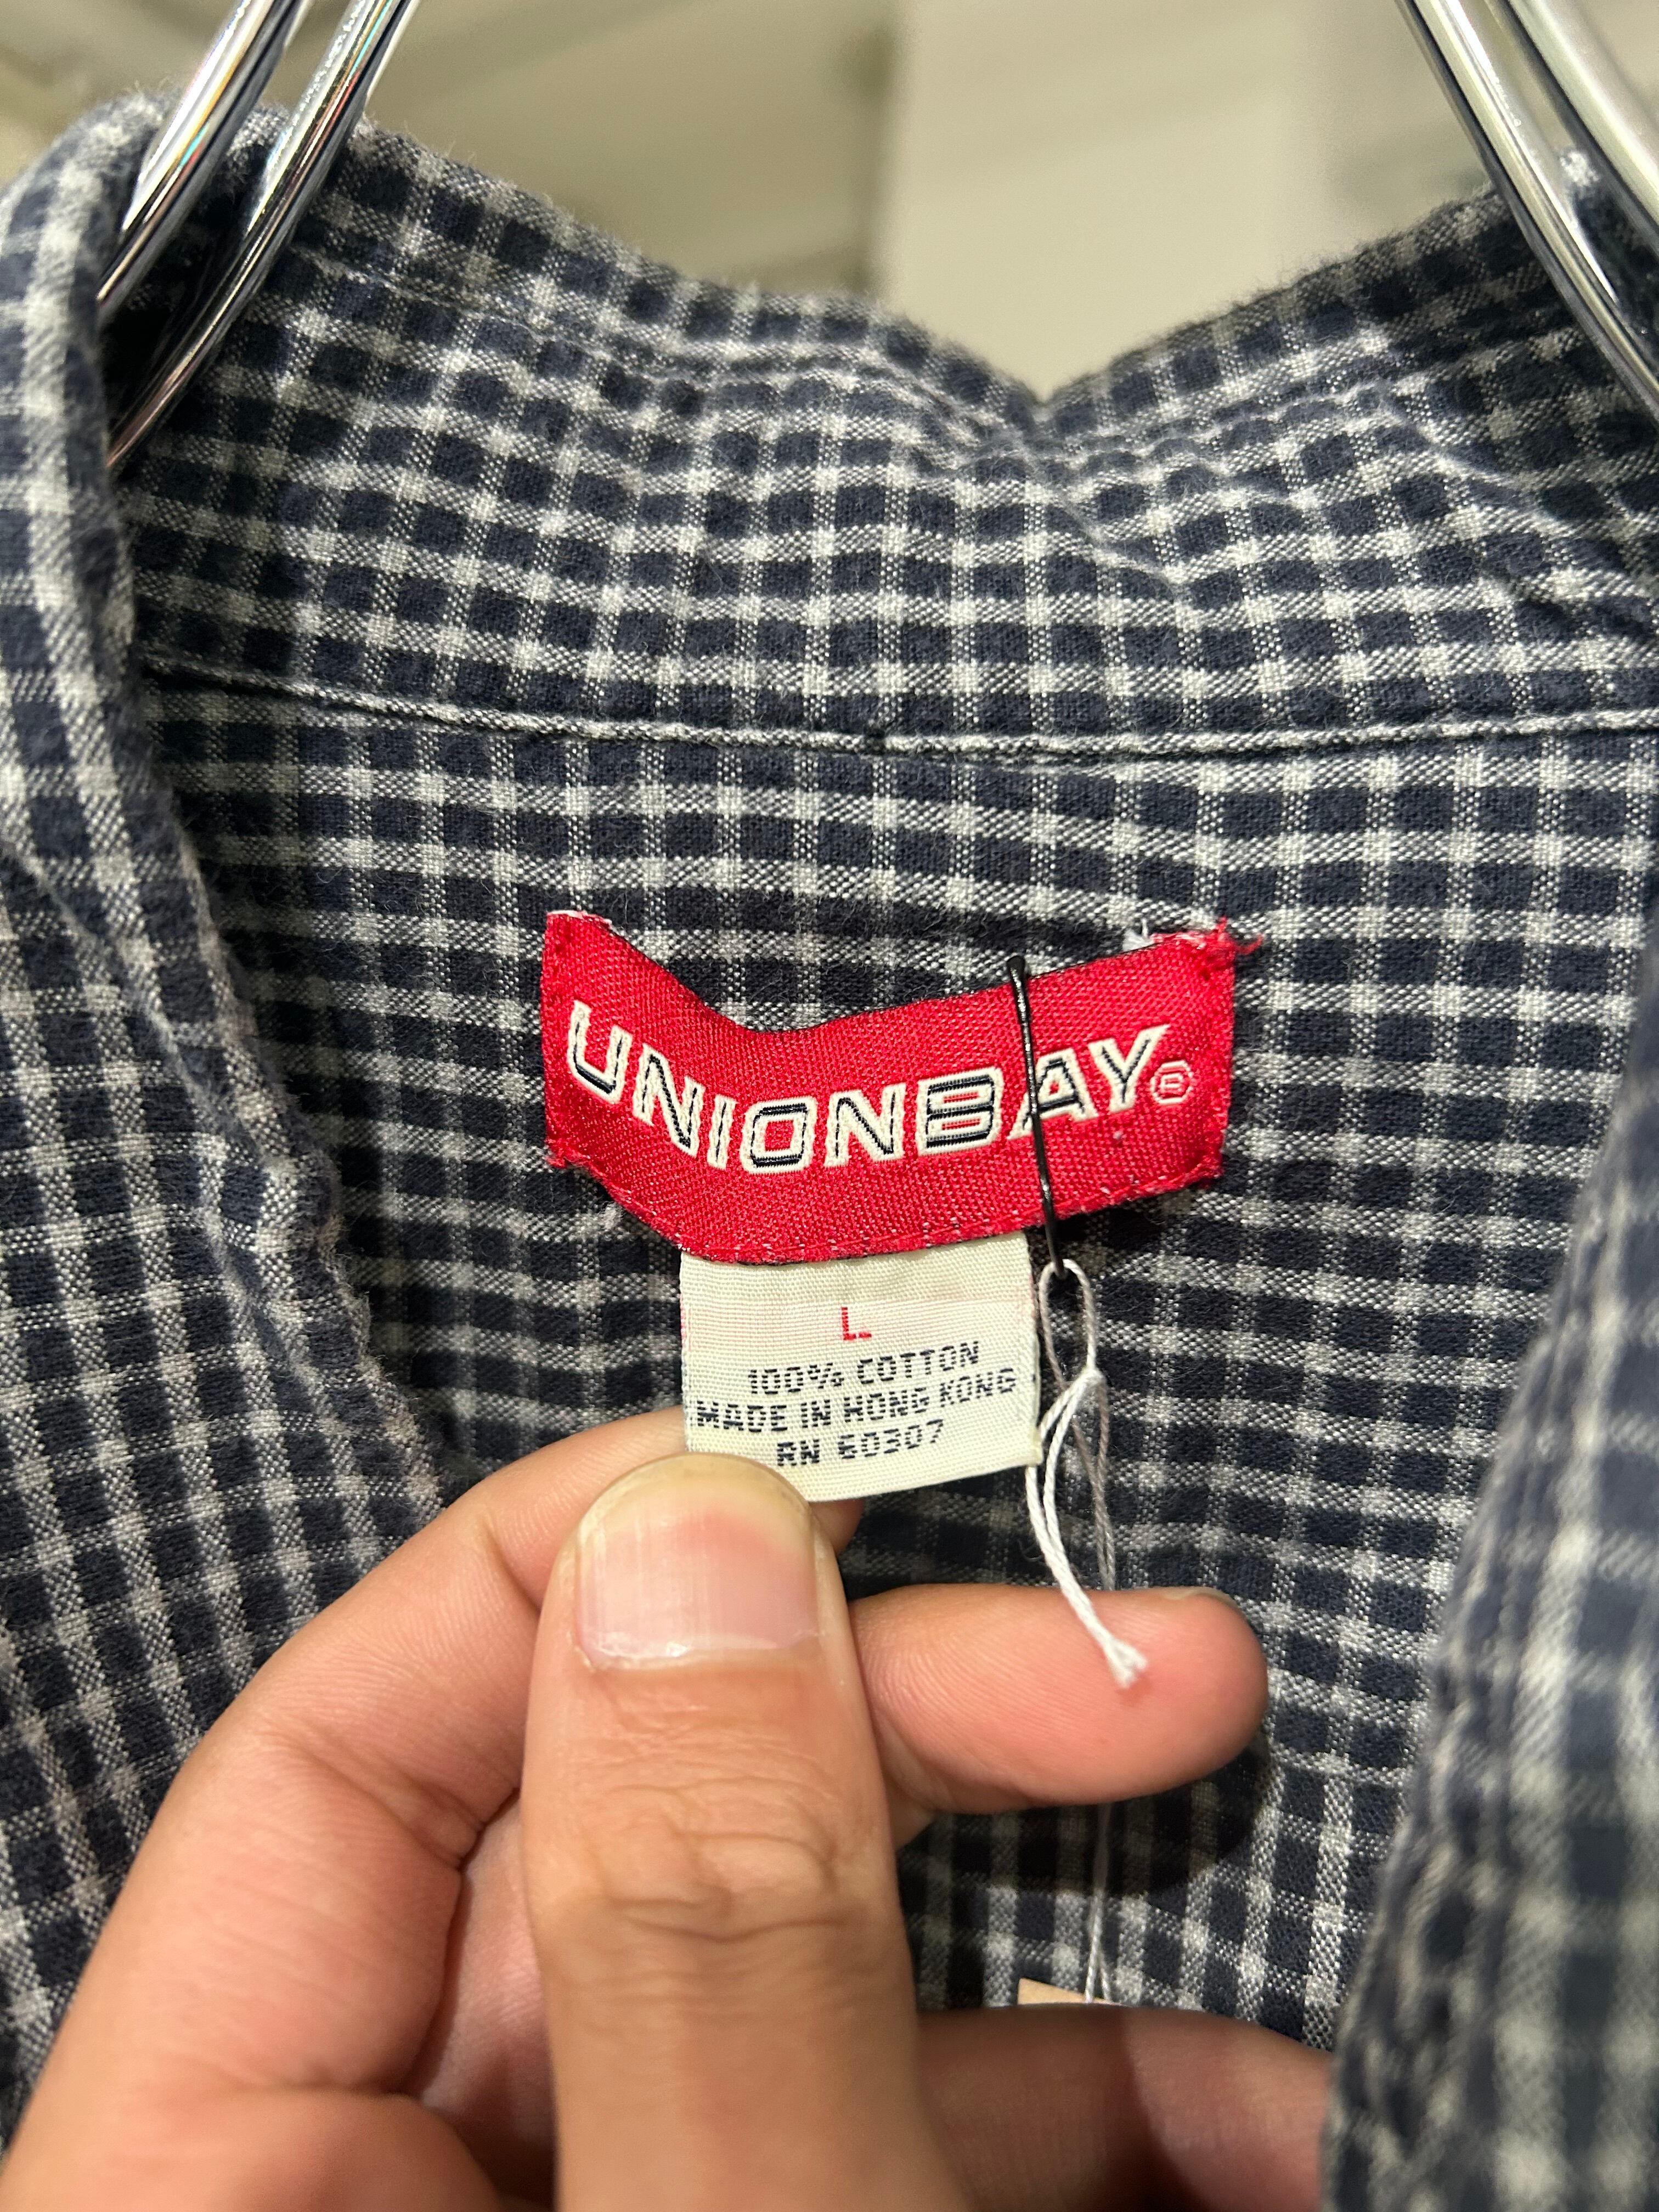 UNIONBAY®
L
100% COTTON
MADE IN HONG KONG
RN 60307